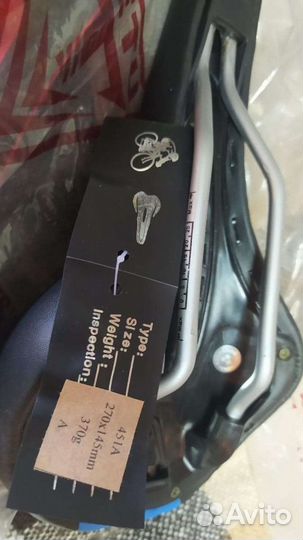 Type:
Size:
Weight:
Inspection:
451A
270x145mm
370g
A
Avito